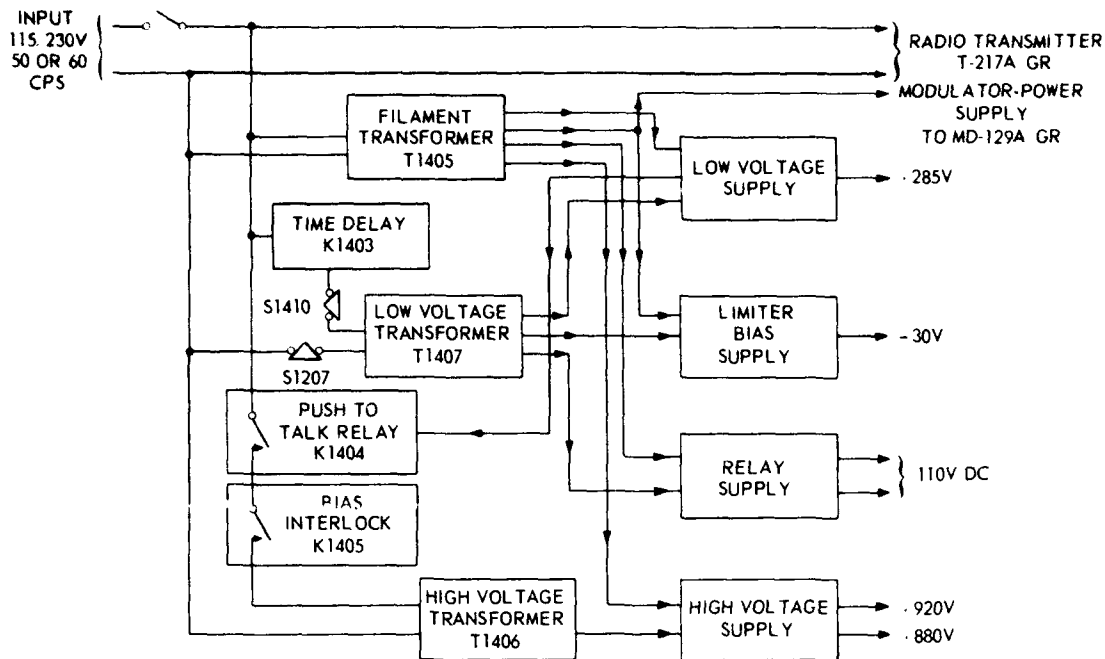 INPUT
115. 230V
50 OR 60
CPS
RADIO TRANSMITTER
T-217A GR
MODULATOR-POWER
SUPPLY
TO MD-129A GR
FILAMENT
TRANSFORMER
T1405
LOW VOLTAGE
SUPPLY
.285V
TIME DELAY
K1403
S1410
LOW VOLTAGE
TRANSFORMER
T1407
S1207
LIMITER
BIAS
SUPPLY
-30V
PUSH TO
TALK RELAY
K1404
RELAY
SUPPLY
110V DC
BIAS
INTERLOCK
K1405
HIGH VOLTAGE
TRANSFORMER
T1406
HIGH VOLTAGE
SUPPLY
.920V
.880V